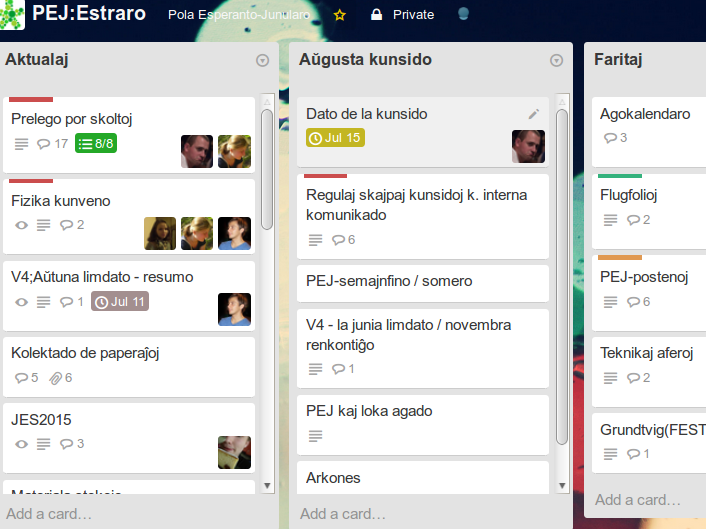 PEJ:Estraro Pola Esperanto-Junularo Private
Aktualaj
Prelego por skoltoj
17 8/8
Fizika kunveno
2
V4;Aŭtuna limdato - resumo
1 Jul 11
Kolektado de paperaĵoj
5 6
JES2015
3
Add a card…
Aŭgusta kunsido
Dato de la kunsido
Jul 15
Regulaj skajpaj kunsidoj k. interna
komunikado
6
PEJ-semajnfino / somero
V4 - la junia limdato / novembra
renkontiĝo
1
PEJ kaj loka agado
Arkones
Add a card…
Faritaj
Agokalendaro
3
Flugfolioj
2
PEJ-postenoj
6
Teknikaj aferoj
2
Grundtvig(FEST
1
Add a card…